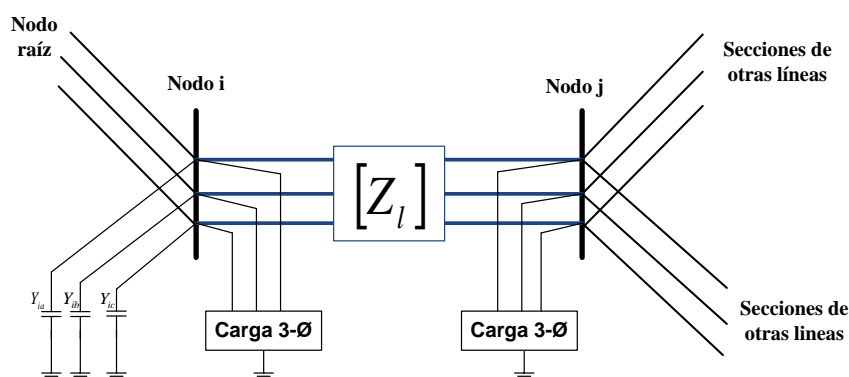 Nodo
raíz
Nodo i
Nodo j
Secciones de
otras líneas
[Z_l]
Y_ia
Y_ib
Y_ic
Carga 3-Ø
Carga 3-Ø
Secciones de
otras lineas